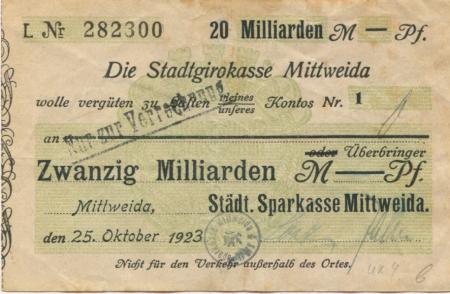 L. Nr 282300 20 Milliarden M — Pf.
Die Stadtgirokasse Mittweida
wolle vergüten zu Lasten meines unseres Kontos Nr. 1
Nur zur Verrechnung
an oder Überbringer
Zwanzig Milliarden M — Pf.
Mittweida, Städt. Sparkasse Mittweida.
den 25. Oktober 1923
Nicht für den Verkehr außerhalb des Ortes.